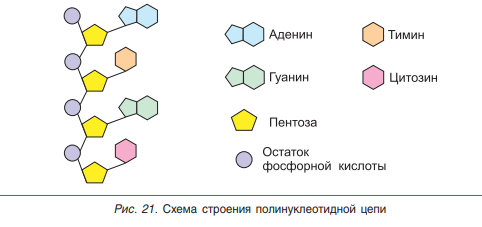 Аденин
Тимин
Гуанин
Цитозин
Пентоза
Остаток
фосфорной кислоты
Рис. 21. Схема строения полинуклеотидной цепи